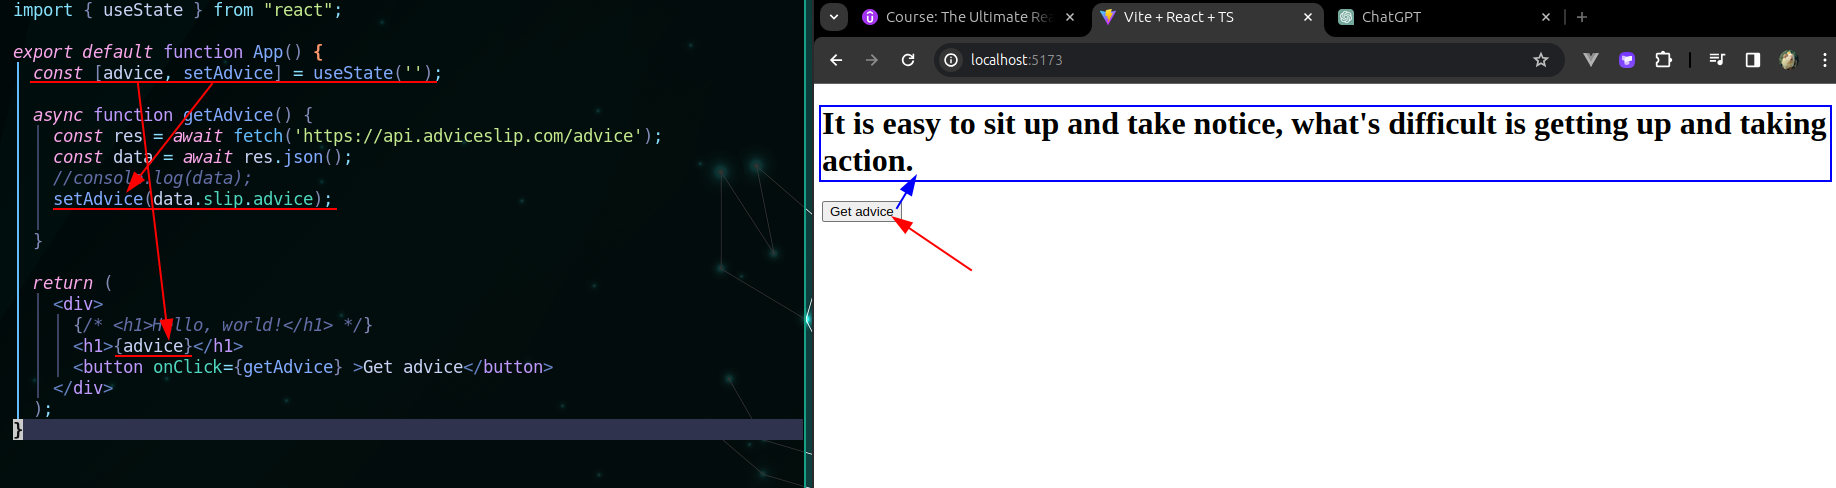 import { useState } from "react";
export default function App() {
const [advice, setAdvice] = useState('');
async function getAdvice() {
const res = await fetch('https://api.adviceslip.com/advice');
const data = await res.json();
//console.log(data);
setAdvice(data.slip.advice);
}
return (
<div>
{/* <h1>Hello, world!</h1> */}
<h1>{advice}</h1>
<button onClick={getAdvice} >Get advice</button>
</div>
);
}
Course: The Ultimate Rea
Vite + React + TS
ChatGPT
localhost:5173
It is easy to sit up and take notice, what's difficult is getting up and taking
action.
Get advice